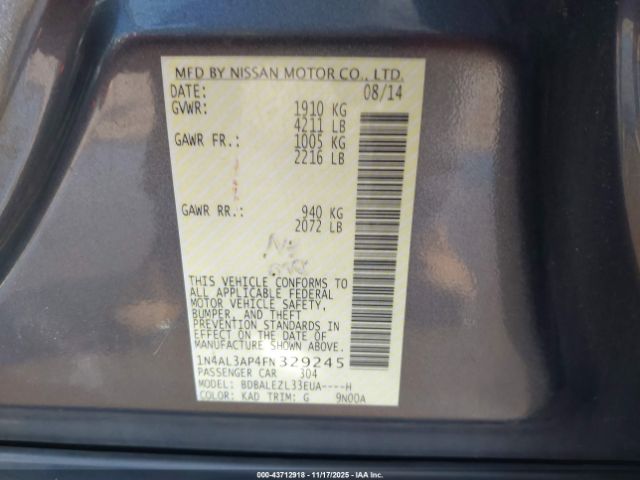 MFD BY NISSAN MOTOR CO., LTD.
DATE: 08/14
GVWR: 1910 KG
4211 LB
GAWR FR.: 1005 KG
2216 LB
GAWR RR.: 940 KG
2072 LB
THIS VEHICLE CONFORMS TO
ALL APPLICABLE FEDERAL
MOTOR VEHICLE SAFETY,
BUMPER, AND THEFT
PREVENTION STANDARDS IN
EFFECT ON THE DATE OF
MANUFACTURE SHOWN ABOVE.
1N4AL3AP4FN329245
PASSENGER CAR 304
MODEL: BDBALEZL33EUA----H
COLOR: KAD TRIM: G 9N00A
000-43712918 - 11/17/2025 - IAA Inc.